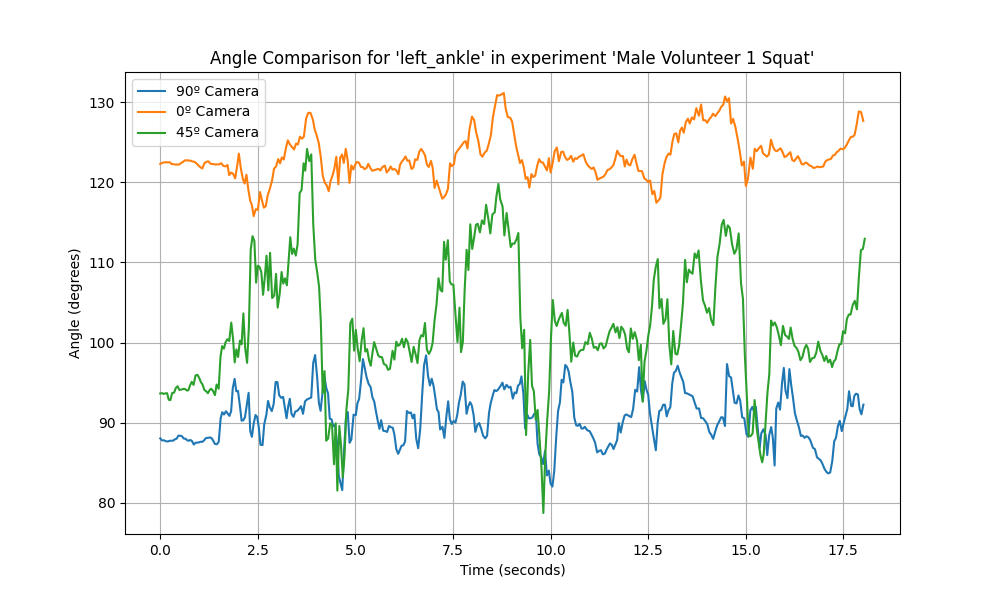 Angle Comparison for 'left_ankle' in experiment 'Male Volunteer 1 Squat'
90º Camera
0º Camera
45º Camera
130
120
110
100
90
80
Angle (degrees)
0.0 2.5 5.0 7.5 10.0 12.5 15.0 17.5
Time (seconds)